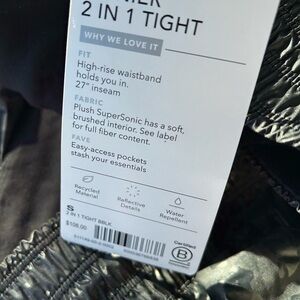 2 IN 1 TIGHT
WHY WE LOVE IT
FIT
High-rise waistband
holds you in.
27" inseam
FABRIC
Plush SuperSonic has a soft,
brushed interior. See label
for full fiber content.
FAVE
Easy-access pockets
stash your essentials
Recycled
Material
Reflective
Details
Water
Repellent
S
2 IN 1 TIGHT BBLK
$108.00
Certified
B